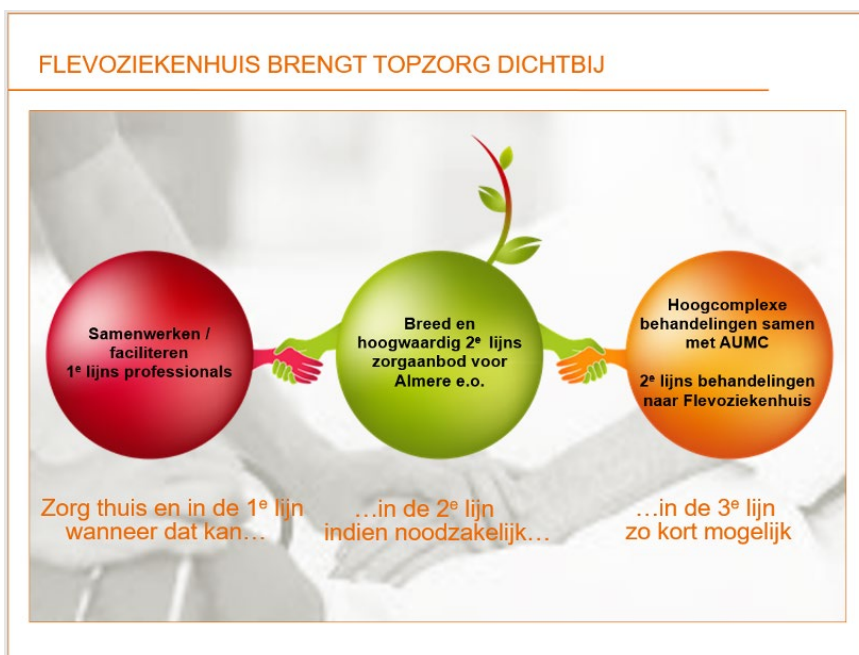 FLEVOZIEKENHUIS BRENGT TOPZORG DICHTBIJ
Samenwerken /
faciliteren
1e lijns professionals
Breed en
hoogwaardig 2e lijns
zorgaanbod voor
Almere e.o.
Hoogcomplexe
behandelingen samen
met AUMC
2e lijns behandelingen
naar Flevoziekenhuis
Zorg thuis en in de 1e lijn
wanneer dat kan…
…in de 2e lijn
indien noodzakelijk…
…in de 3e lijn
zo kort mogelijk